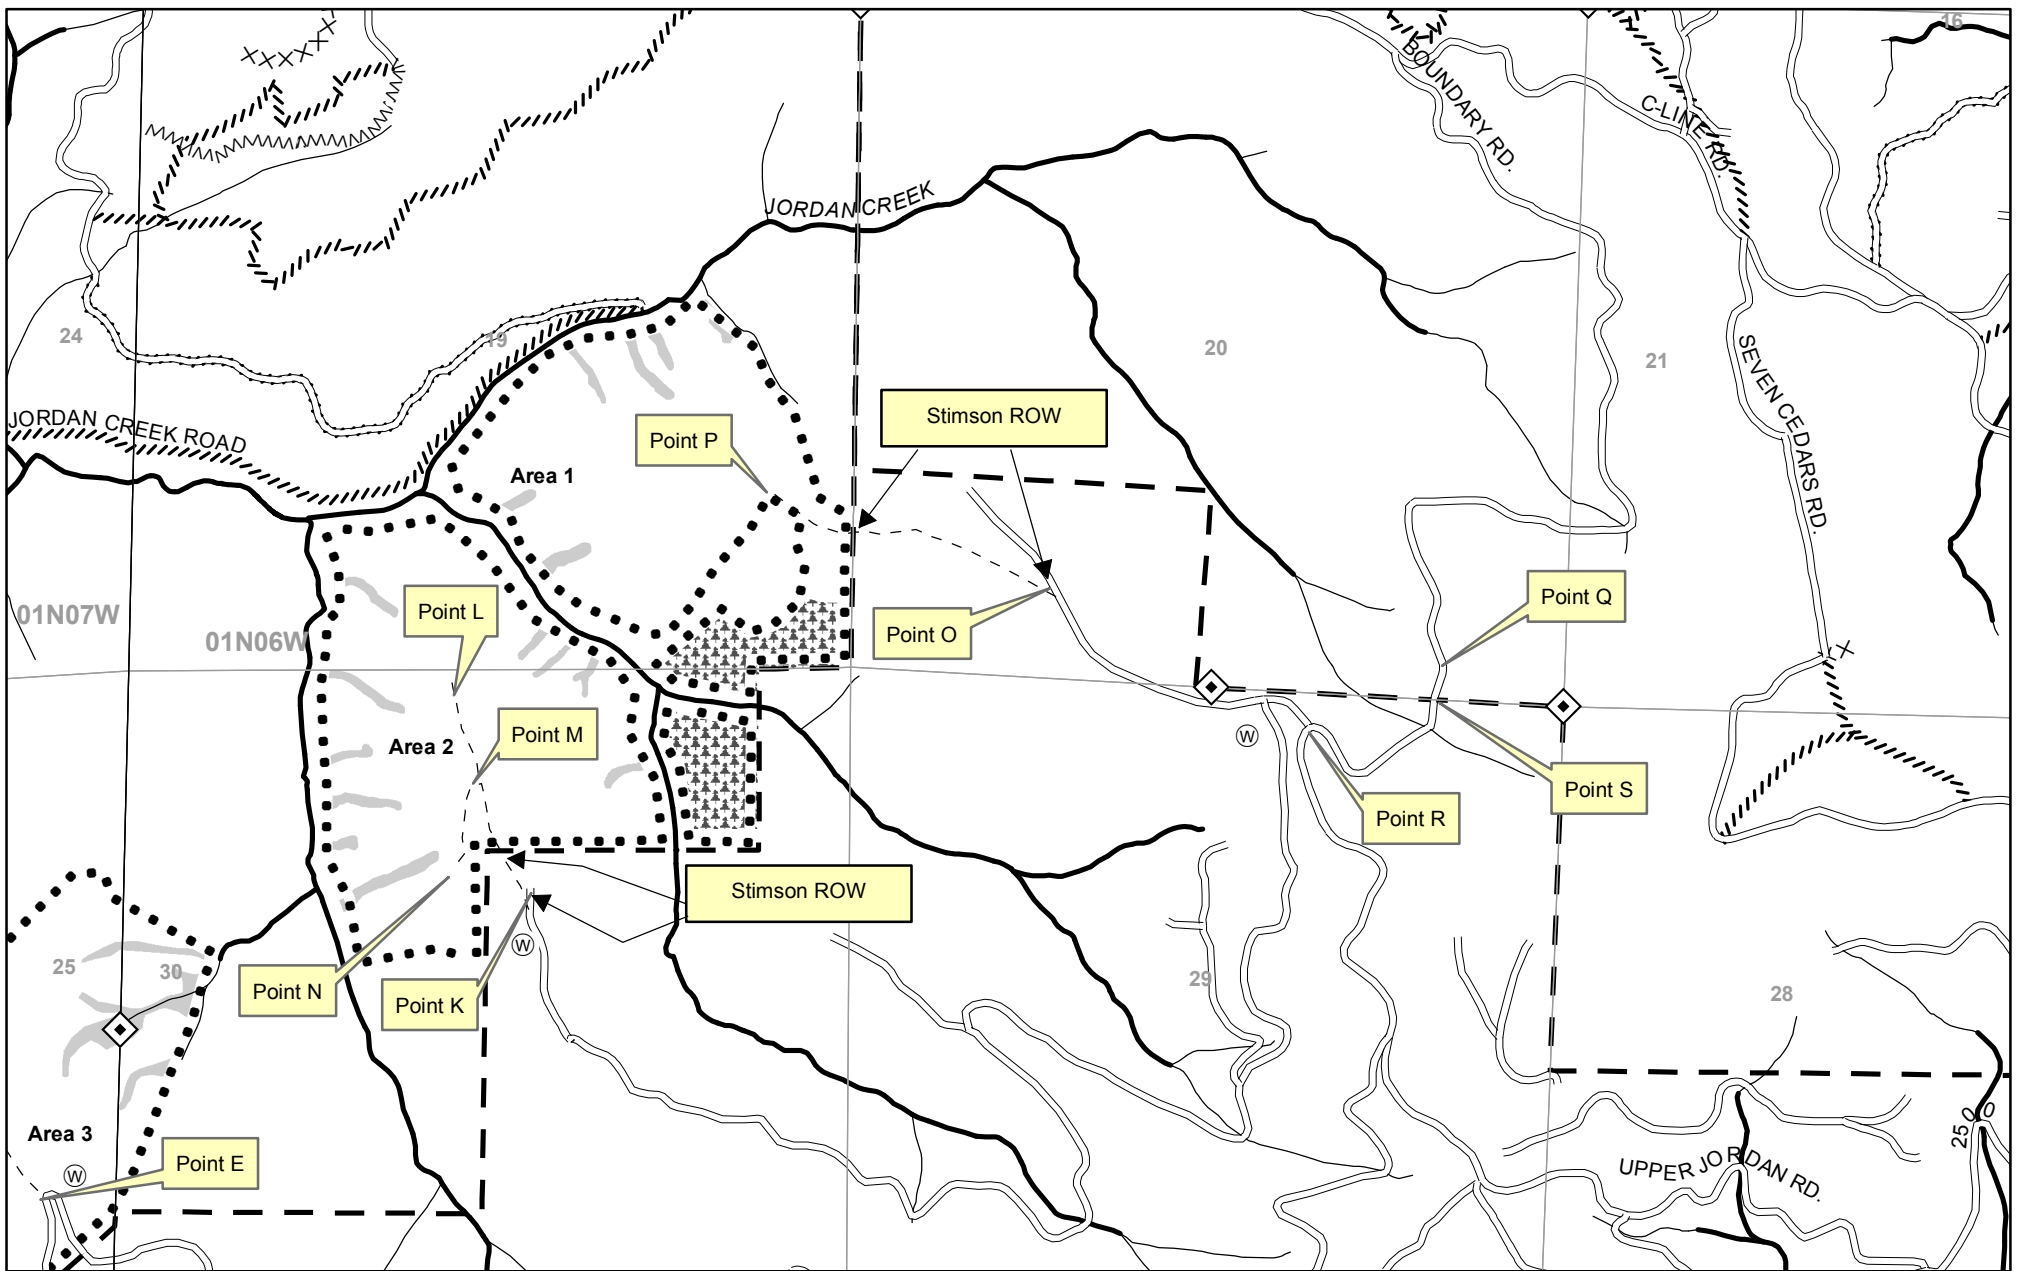 16
BOUNDARY RD.
C-LINE RD.
JORDAN CREEK
24
19
20
21
SEVEN CEDARS RD.
JORDAN CREEK ROAD
Stimson ROW
Point P
Area 1
Point Q
01N07W
01N06W
Point L
Point O
Area 2
Point M
W
Point S
Point R
Stimson ROW
W
25
30
Point N
Point K
29
28
Area 3
Point E
W
2500
UPPER JORDAN RD.